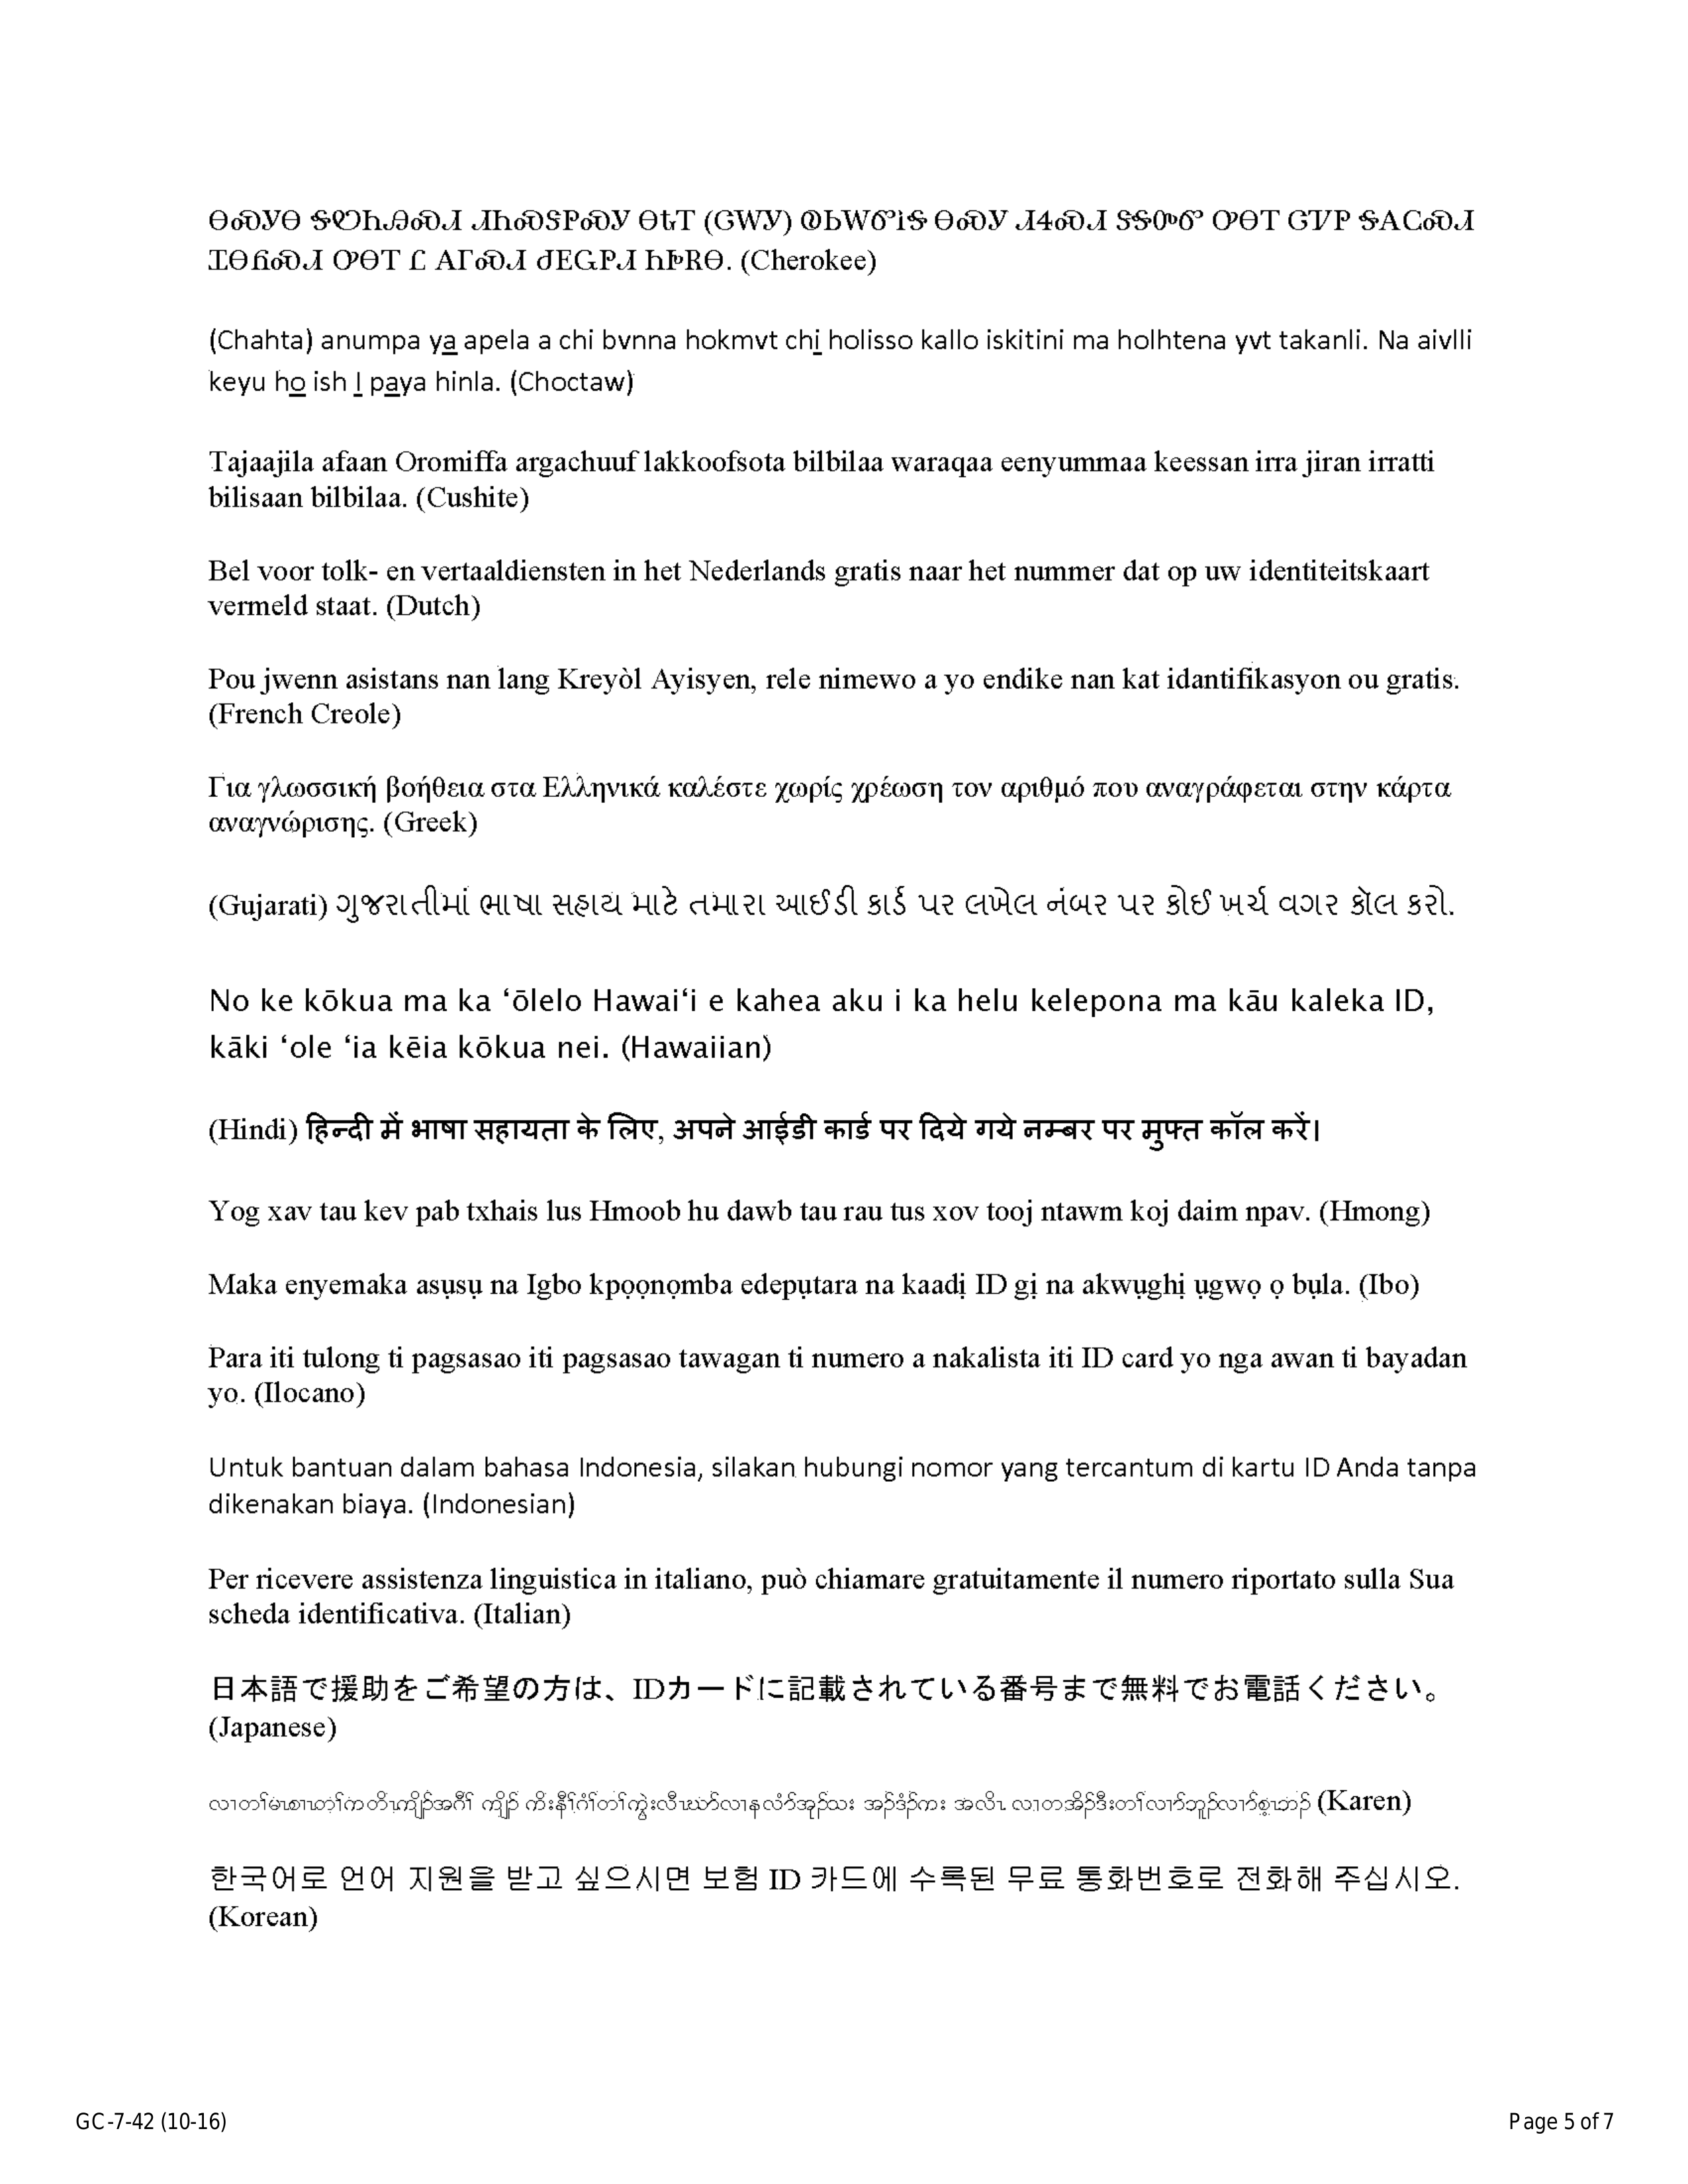 ᎾᏍᎩᎾ ᎦᏬᏂᎯᏍᏗ ᏗᏂᏍᏕᎵᏍᎩ ᎾᎿᎢ (ᏣᎳᎩ) ᏫᏏᎳᏛᎥᎦ ᎾᏍᎩ ᏗᏎᏍᏗ ᏕᎦᏅᏛ ᎤᎾᎢ ᏣᏤᎵ ᎦᎪᏟᏍᏗ
ᏆᎾᏲᏍᏗ ᎤᎾᎢ Ꮭ ᎪᎱᏍᏗ ᏧᎬᏩᎵᏗ ᏂᎨᎡᎾ. (Cherokee)
(Chahta) anumpa ya apela a chi bvnna hokmvt chi holisso kallo iskitini ma holhtena yvt takanli. Na aivlli
keyu ho ish I paya hinla. (Choctaw)
Tajaajila afaan Oromiffa argachuuf lakkoofsota bilbilaa waraqaa eenyummaa keessan irra jiran irratti
bilisaan bilbilaa. (Cushite)
Bel voor tolk- en vertaaldiensten in het Nederlands gratis naar het nummer dat op uw identiteitskaart
vermeld staat. (Dutch)
Pou jwenn asistans nan lang Kreyòl Ayisyen, rele nimewo a yo endike nan kat idantifikasyon ou gratis.
(French Creole)
Για γλωσσική βοήθεια στα Ελληνικά καλέστε χωρίς χρέωση τον αριθμό που αναγράφεται στην κάρτα
αναγνώρισης. (Greek)
(Gujarati) ગુજરાતીમાં ભાષા સહાય માટે તમારા આઈડી કાર્ડ પર લખેલ નંબર પર કોઈ ખર્ચ વગર કૉલ કરો.
No ke kōkua ma ka ʻōlelo Hawaiʻi e kahea aku i ka helu kelepona ma kāu kaleka ID,
kāki ʻole ʻia kēia kōkua nei. (Hawaiian)
(Hindi) हिन्दी में भाषा सहायता के लिए, अपने आईडी कार्ड पर दिये गये नम्बर पर मुफ्त कॉल करें।
Yog xav tau kev pab txhais lus Hmoob hu dawb tau rau tus xov tooj ntawm koj daim npav. (Hmong)
Maka enyemaka asụsụ na Igbo kpọọnọmba edepụtara na kaadị ID gị na akwụghị ụgwọ ọ bụla. (Ibo)
Para iti tulong ti pagsasao iti pagsasao tawagan ti numero a nakalista iti ID card yo nga awan ti bayadan
yo. (Ilocano)
Untuk bantuan dalam bahasa Indonesia, silakan hubungi nomor yang tercantum di kartu ID Anda tanpa
dikenakan biaya. (Indonesian)
Per ricevere assistenza linguistica in italiano, può chiamare gratuitamente il numero riportato sulla Sua
scheda identificativa. (Italian)
日本語で援助をご希望の方は、IDカードに記載されている番号まで無料でお電話ください。
(Japanese)
(Karen)
한국어로 언어 지원을 받고 싶으시면 보험 ID 카드에 수록된 무료 통화번호로 전화해 주십시오.
(Korean)
GC-7-42 (10-16)
Page 5 of 7